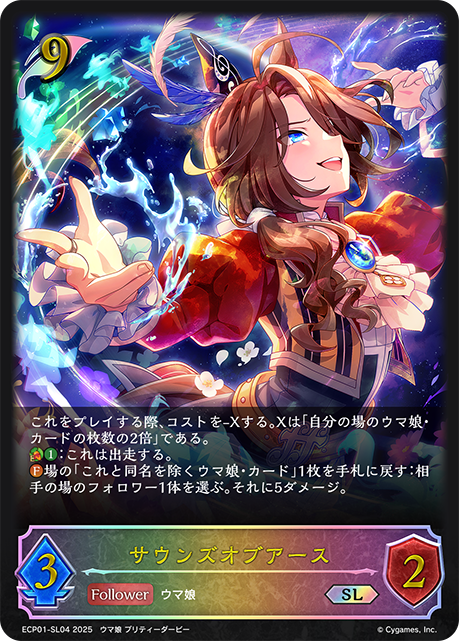 9
これをプレイする際、コストを-Xする。Xは「自分の場のウマ娘・
カードの枚数の2倍」である。
1:これは出走する。
F場の「これと同名を除くウマ娘・カード」1枚を手札に戻す:相
手の場のフォロワー1体を選ぶ。それに5ダメージ。
サウンズオブアース
3
Follower ウマ娘
SL
2
ECP01-SL04 2025 ウマ娘 プリティーダービー
© Cygames, Inc.